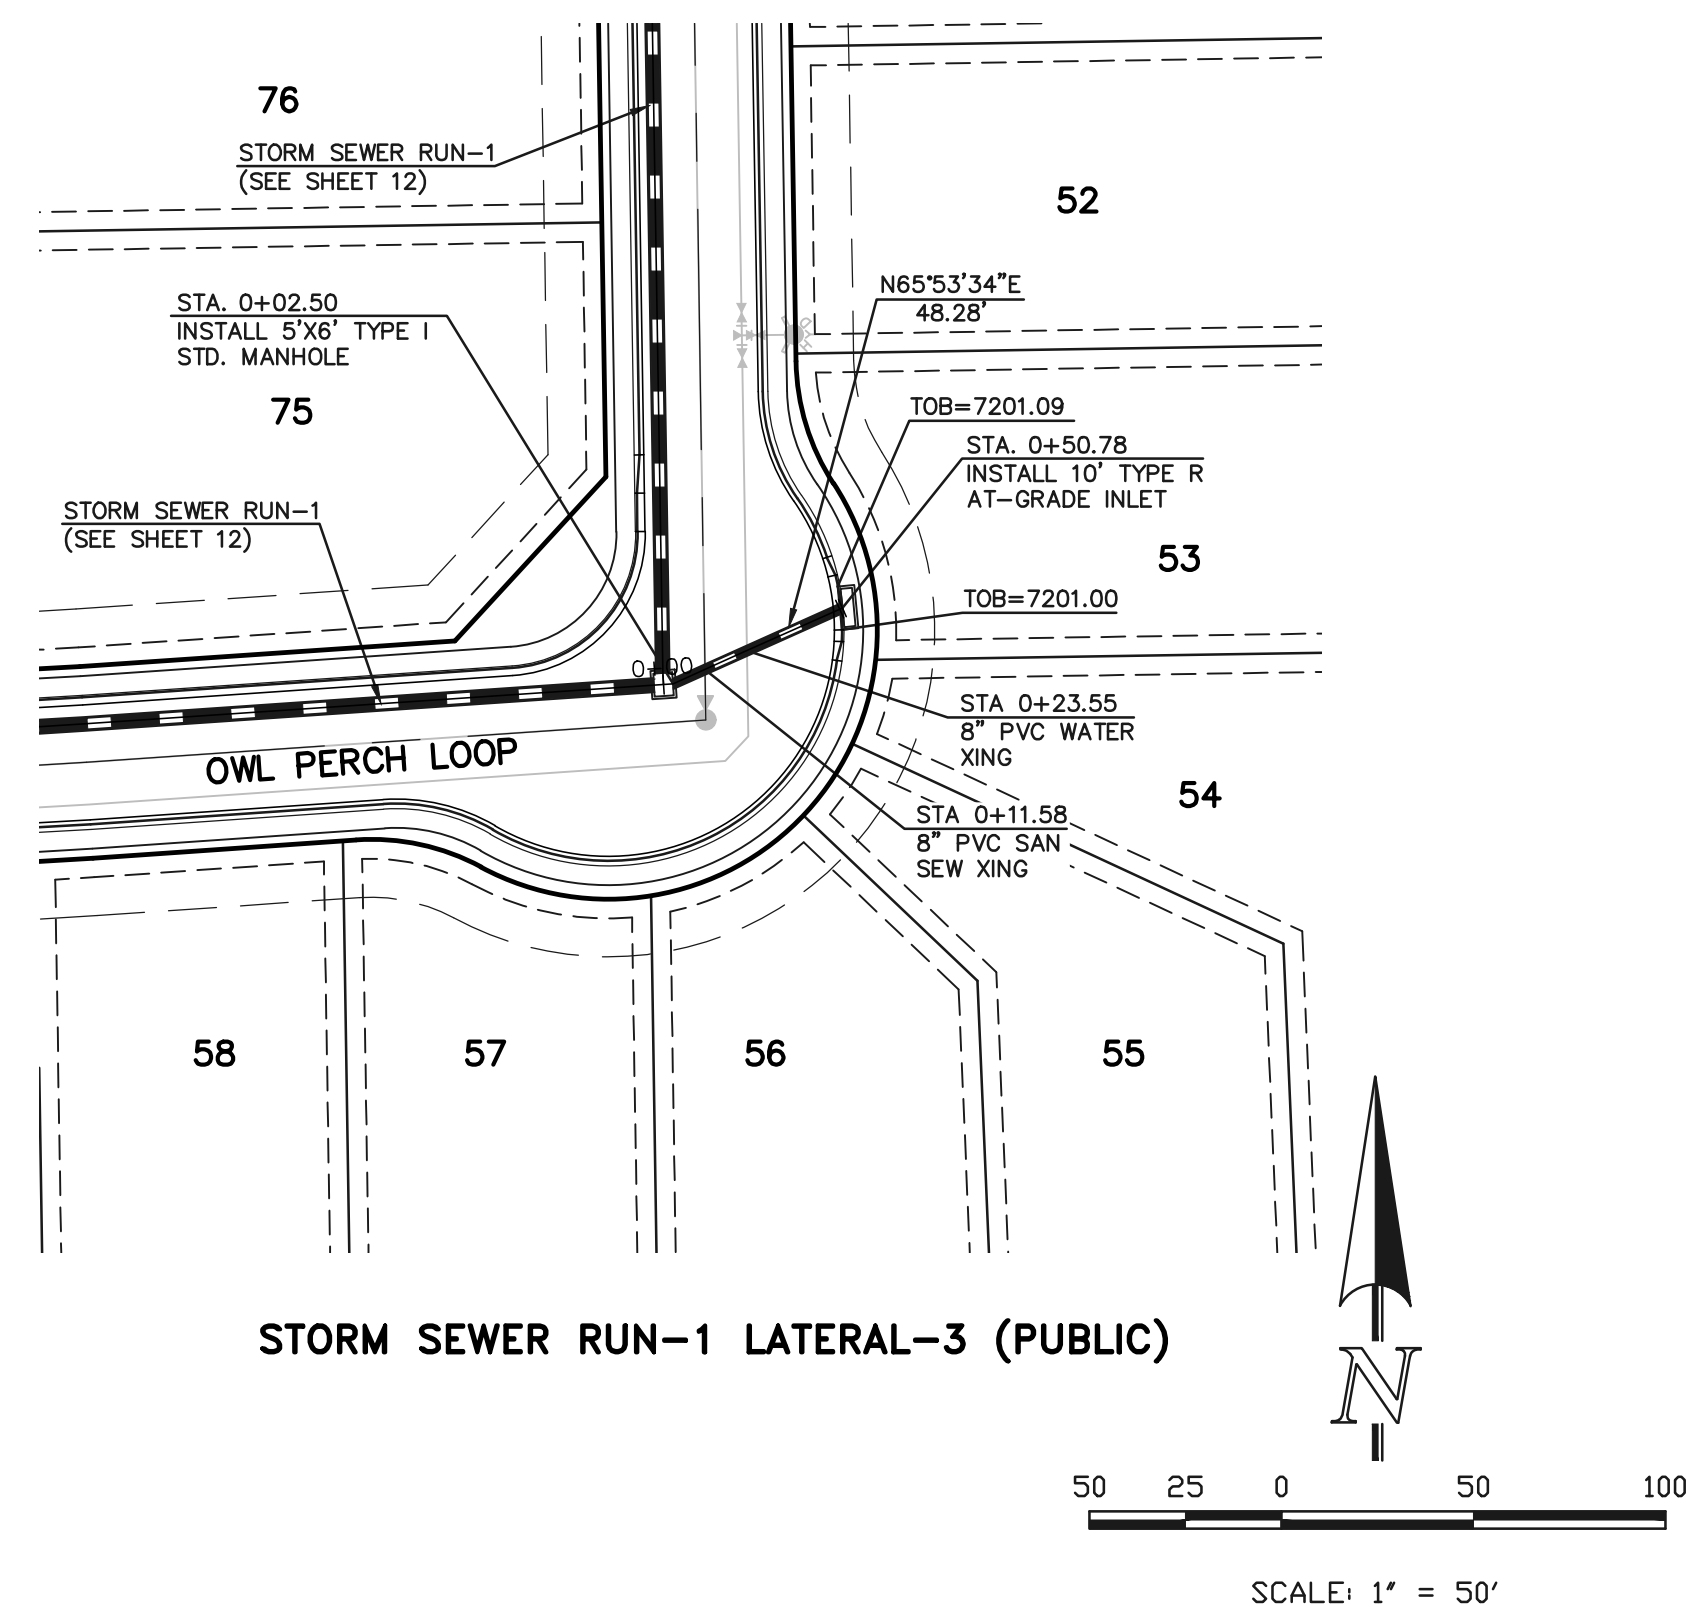 76
STORM SEWER RUN-1
(SEE SHEET 12)
52
N65°53'34"E
48.28'
STA. 0+02.50
INSTALL 5'X6' TYPE I
STD. MANHOLE
HYD
75
TOB=7201.09
STA. 0+50.78
INSTALL 10' TYPE R
AT-GRADE INLET
STORM SEWER RUN-1
(SEE SHEET 12)
53
TOB=7201.00
0+00
STA 0+23.55
8" PVC WATER
XING
OWL PERCH LOOP
54
STA 0+11.58
8" PVC SAN
SEW XING
58
57
56
55
STORM SEWER RUN-1 LATERAL-3 (PUBLIC)
N
50 25 0 50 100
SCALE: 1" = 50'